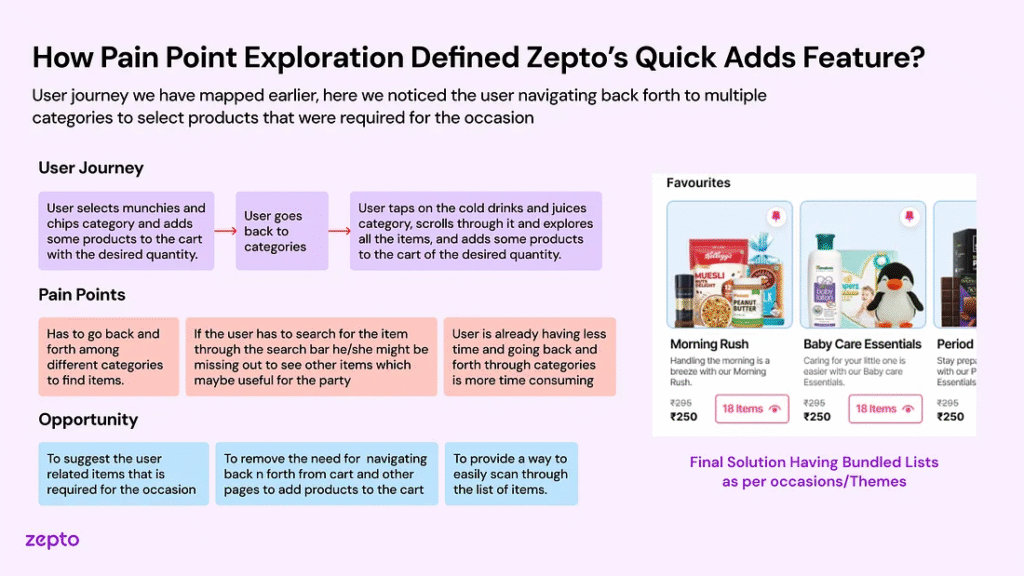 How Pain Point Exploration Defined Zepto's Quick Adds Feature?
User journey we have mapped earlier, here we noticed the user navigating back forth to multiple
categories to select products that were required for the occasion
User Journey
User selects munchies and
chips category and adds
some products to the cart
with the desired quantity.
User goes
back to
categories
User taps on the cold drinks and juices
category, scrolls through it and explores
all the items, and adds some products
to the cart of the desired quantity.
Pain Points
Has to go back and
forth among
different categories
to find items.
If the user has to search for the item
through the search bar he/she might be
missing out to see other items which
maybe useful for the party
User is already having less
time and going back and
forth through categories
is more time consuming
Opportunity
To suggest the user
related items that is
required for the occasion
To remove the need for navigating
back n forth from cart and other
pages to add products to the cart
To provide a way to
easily scan through
the list of items.
Favourites
Kellogg's
MUESLI
NUTS
DELIGHT
PEANUT
BUTTER
Himalaya
baby
lotion
Morning Rush
Handling the morning is a
breeze with our Morning
Rush.
₹295
₹250
18 Items
Baby Care Essentials
Caring for your little one is
easier with our Baby care
Essentials.
₹295
₹250
18 Items
Period
Stay prep
with our P
Essentials
₹295
₹250
Final Solution Having Bundled Lists
as per occasions/Themes
zepto